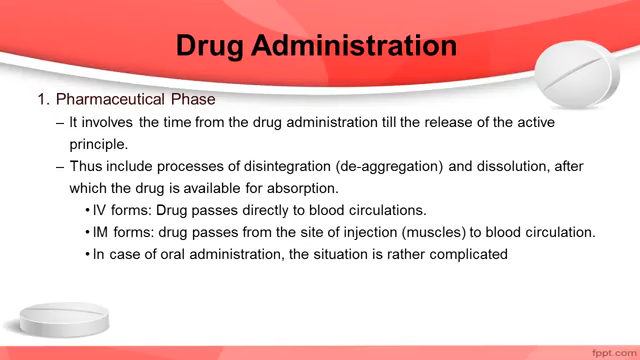 Drug Administration
1. Pharmaceutical Phase
– It involves the time from the drug administration till the release of the active
principle.
– Thus include processes of disintegration (de-aggregation) and dissolution, after
which the drug is available for absorption.
• IV forms: Drug passes directly to blood circulations.
• IM forms: drug passes from the site of injection (muscles) to blood circulation.
• In case of oral administration, the situation is rather complicated
fppt.com